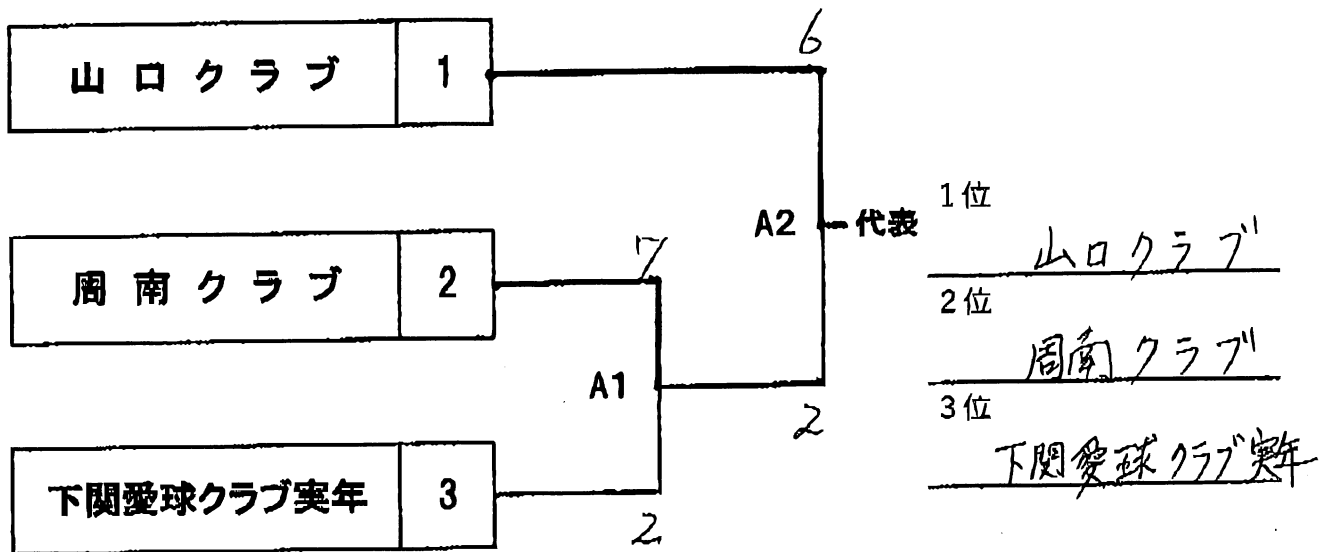 6
山口クラブ 1
1位
A2 代表
山口クラブ
7
周南クラブ 2
2位
周南クラブ
A1
3位
2
下関愛球クラブ実年
下関愛球クラブ実年 3
2